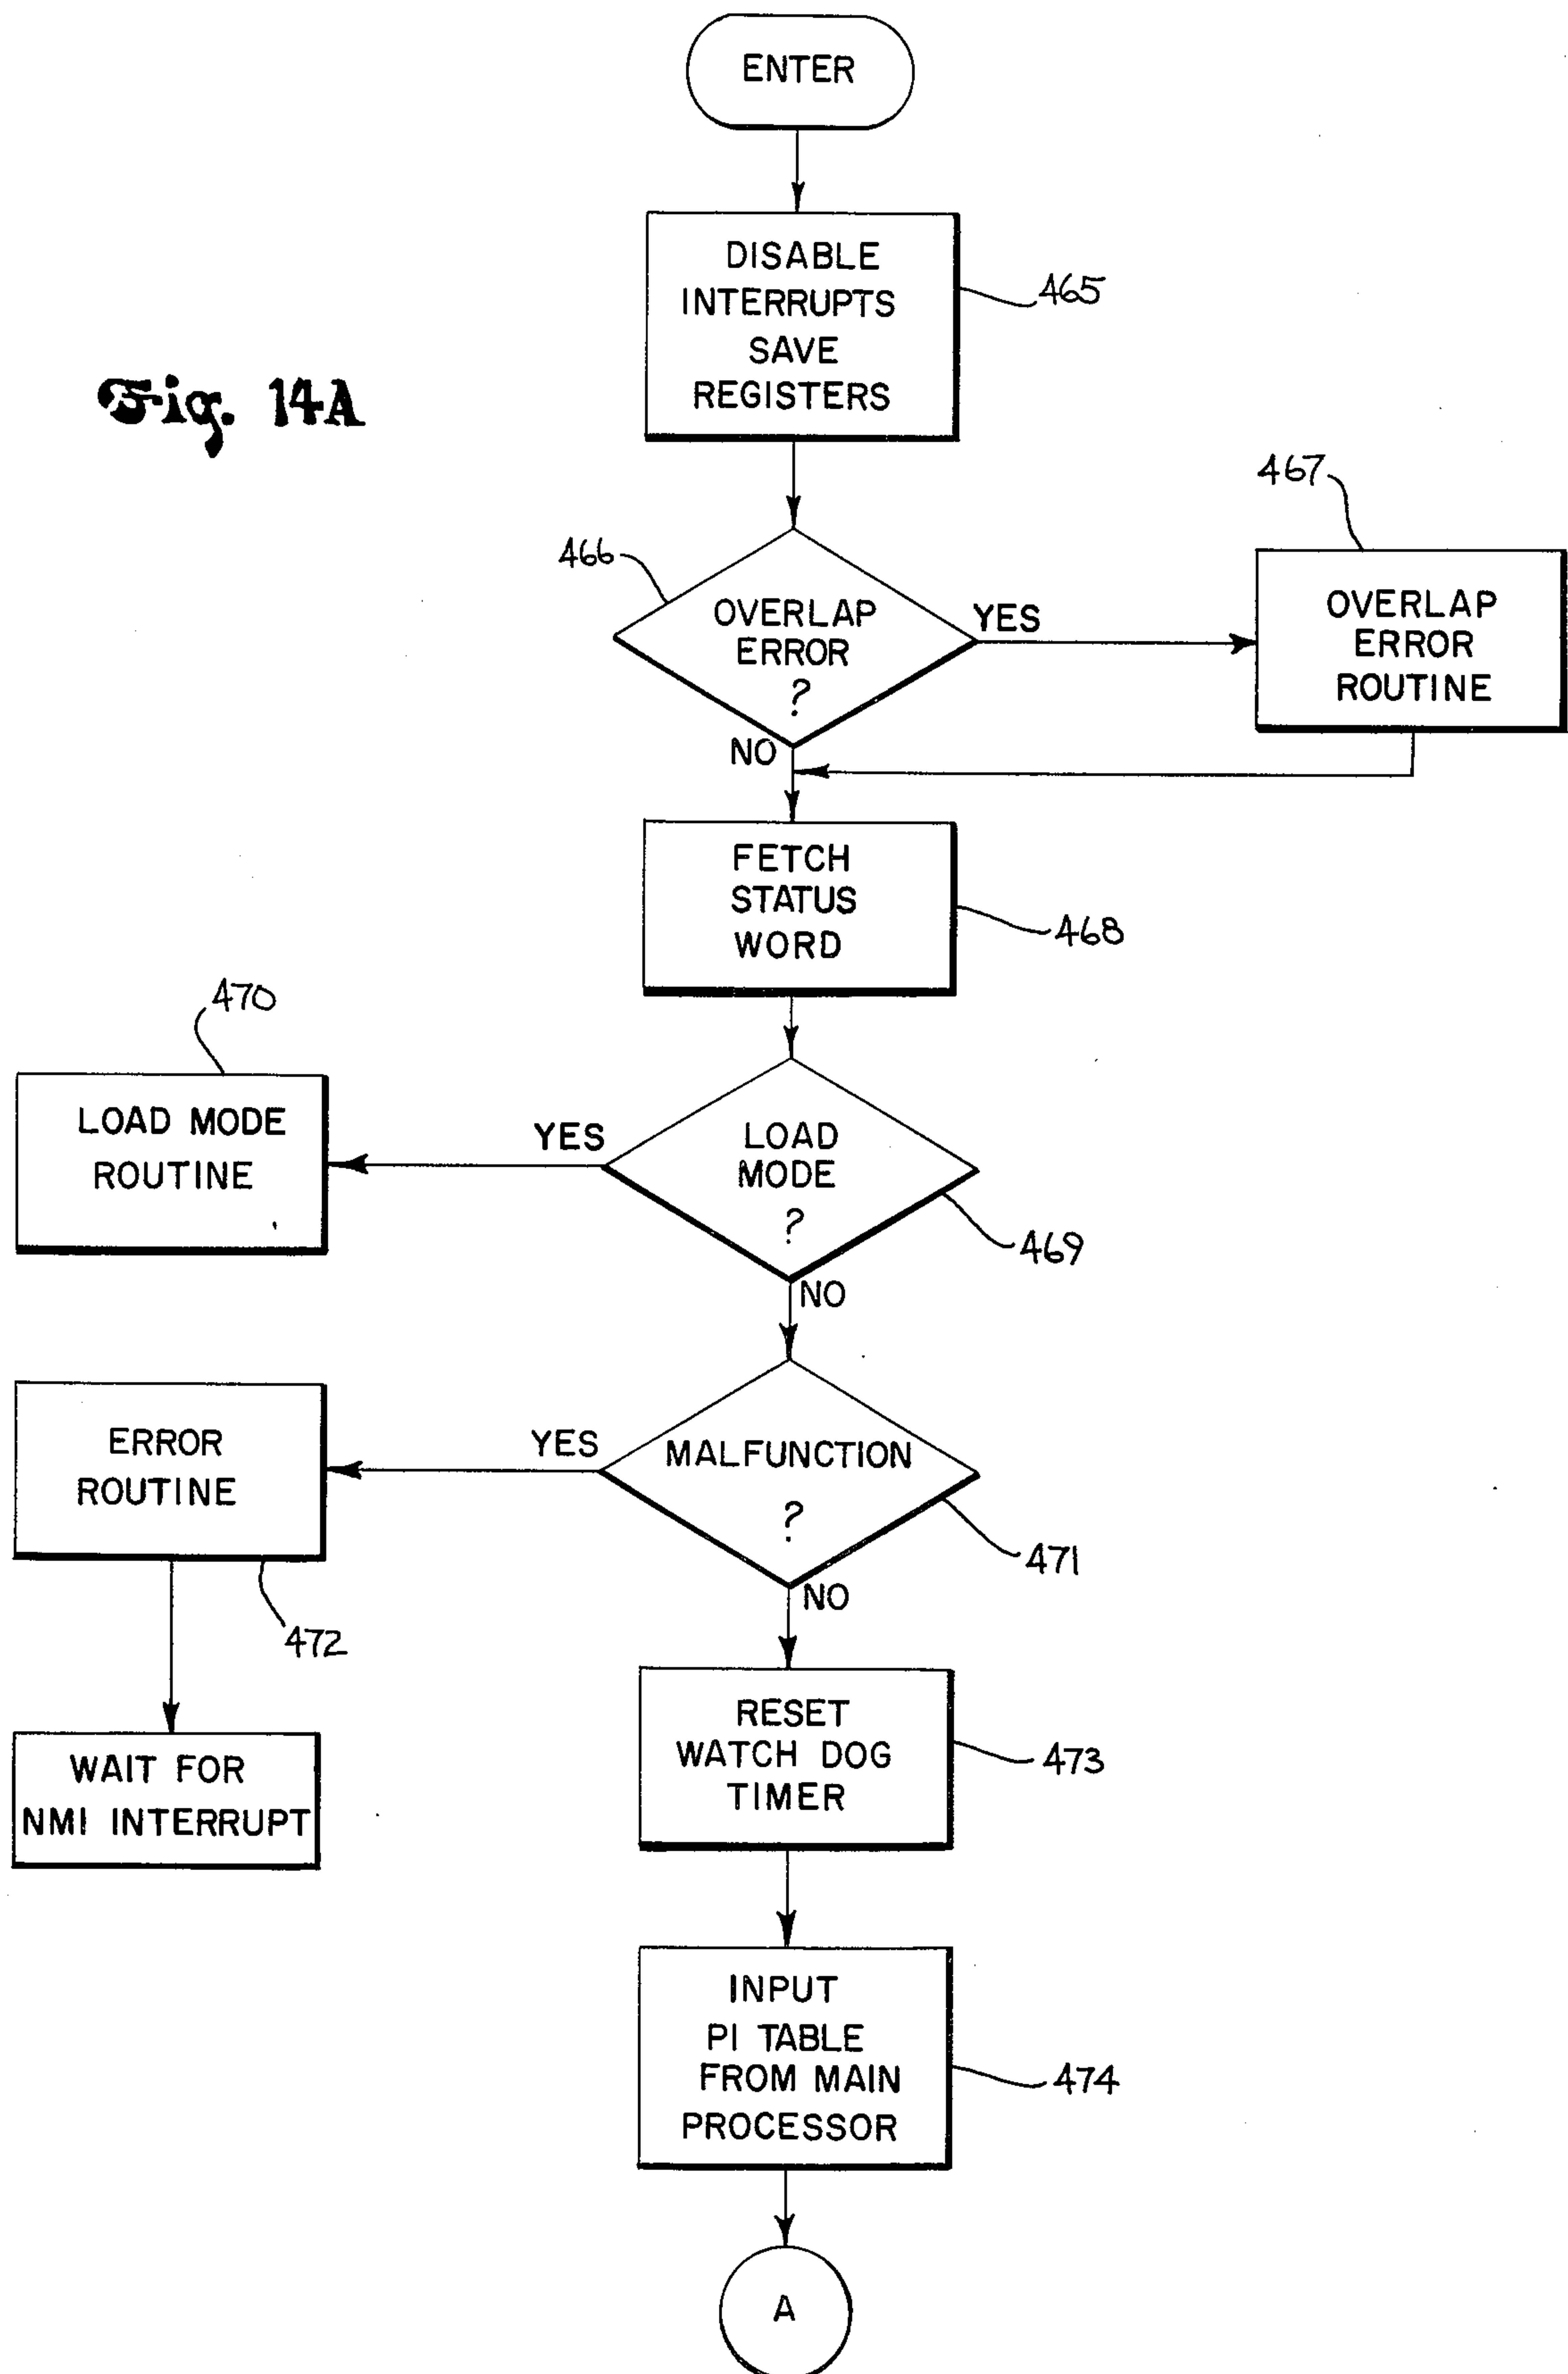 ENTER
DISABLE
INTERRUPTS
SAVE
REGISTERS
465
Fig. 14A
467
466
OVERLAP
ERROR
?
YES
OVERLAP
ERROR
ROUTINE
NO
FETCH
STATUS
WORD
468
470
LOAD MODE
ROUTINE
YES
LOAD
MODE
?
469
NO
ERROR
ROUTINE
YES
MALFUNCTION
?
471
NO
472
WAIT FOR
NMI INTERRUPT
RESET
WATCH DOG
TIMER
473
INPUT
PI TABLE
FROM MAIN
PROCESSOR
474
A